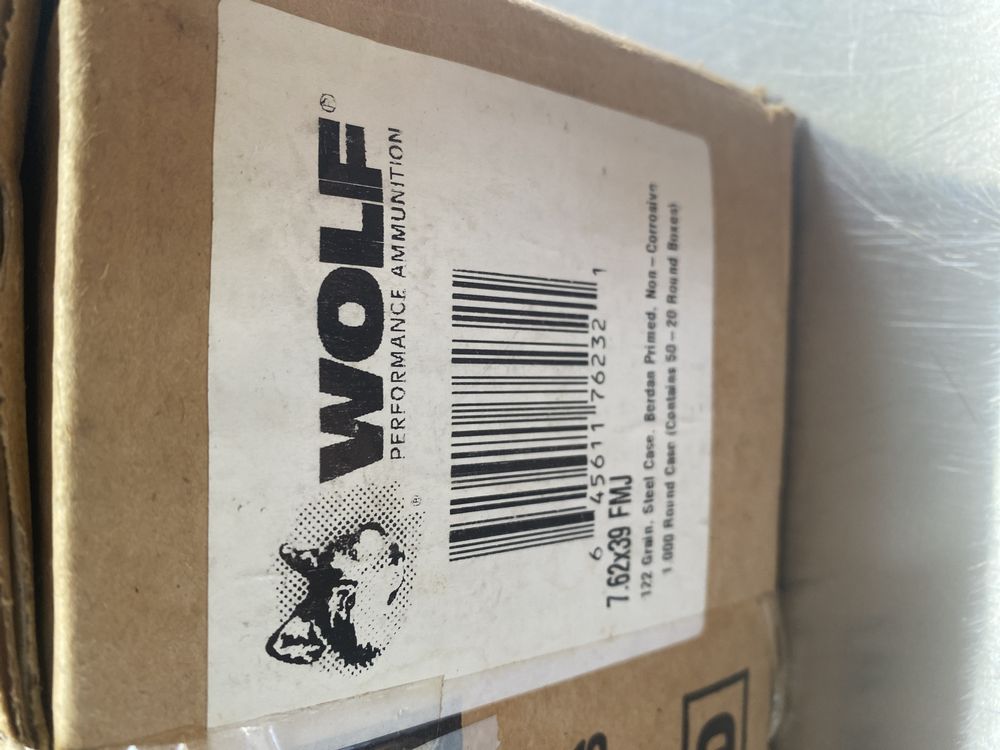 WOLF®
PERFORMANCE AMMUNITION
®
6 45611 76232 1
7.62x39 FMJ
122 Grain, Steel Case, Berdan Primed, Non-Corrosive
1 000 Round Case (Contains 50-20 Round Boxes)